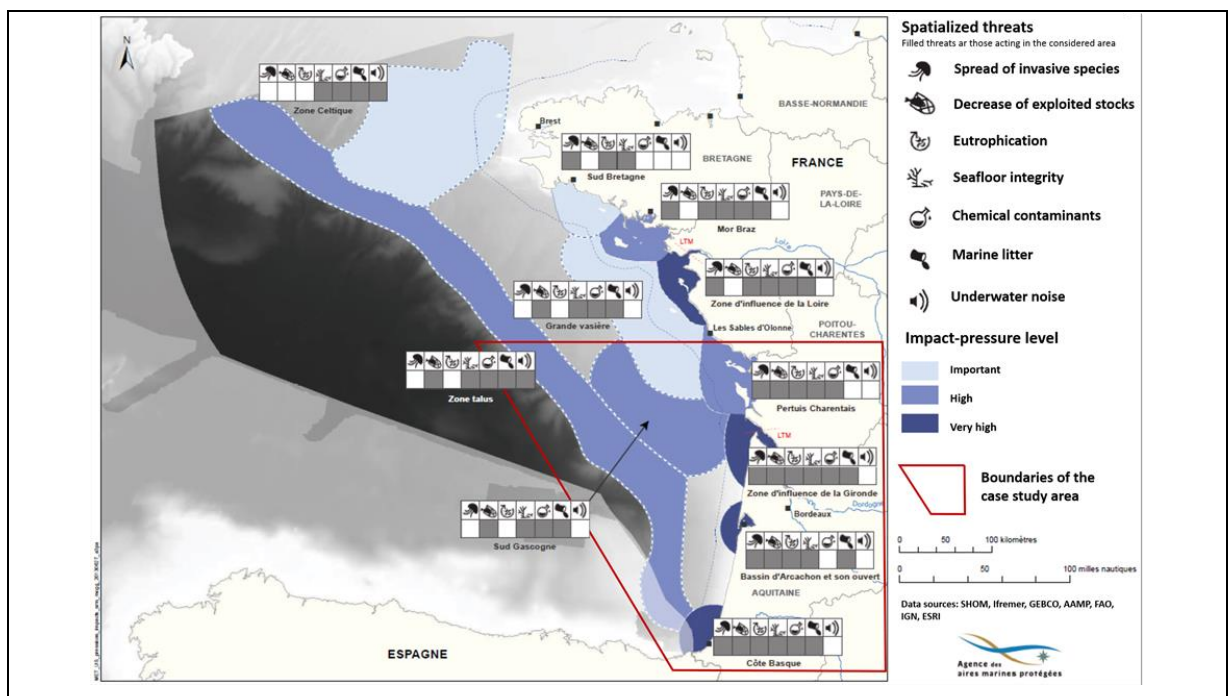 N
Zone Celtique
Brest
BASSE-NORMANDIE
BRETAGNE
FRANCE
Sud Bretagne
PAYS-DE-
LA-LOIRE
Mor Braz
LTM
Loire
Zone d'influence de la Loire
Grande vasière
Les Sables d'Olonne
POITOU-
CHARENTES
Zone talus
Pertuis Charentais
LTM
Zone d'influence de la Gironde
Dordogne
Bordeaux
Sud Gascogne
Bassin d'Arcachon et son ouvert
AQUITAINE
Côte Basque
ESPAGNE
Spatialized threats
Filled threats ar those acting in the considered area
Spread of invasive species
Decrease of exploited stocks
Eutrophication
Seafloor integrity
Chemical contaminants
Marine litter
Underwater noise
Impact-pressure level
Important
High
Very high
Boundaries of the
case study area
0 50 100 kilomètres
0 50 100 milles nautiques
Data sources: SHOM, Ifremer, GEBCO, AAMP, FAO,
IGN, ESRI
Agence des
aires marines protégées